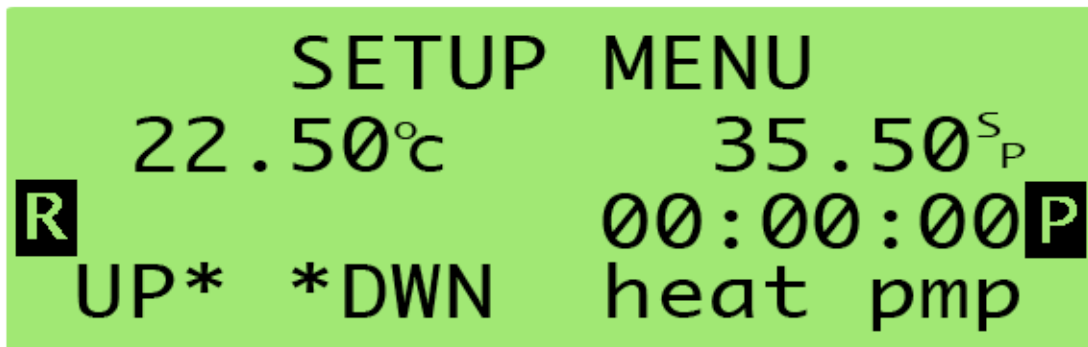 SETUP MENU
22.50°C 35.50SP
R 00:00:00P
UP* *DWN heat pmp